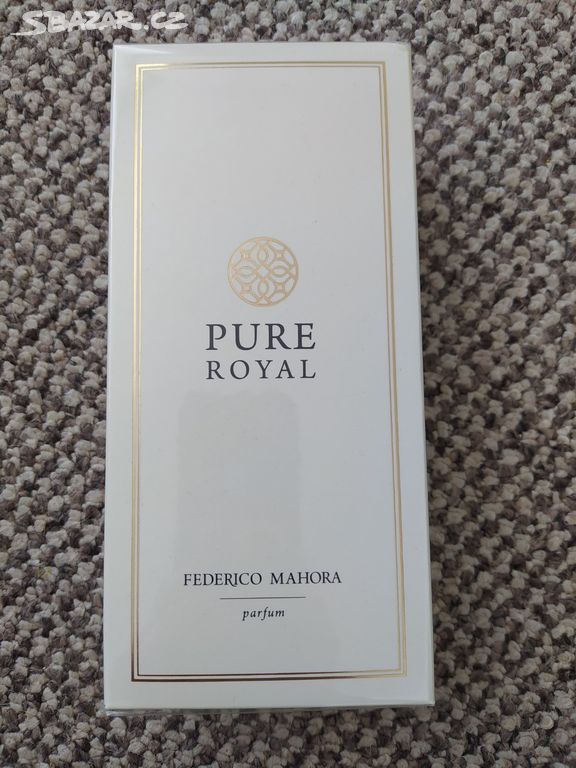 SBAZAR.CZ
PURE
ROYAL
FEDERICO MAHORA
parfum